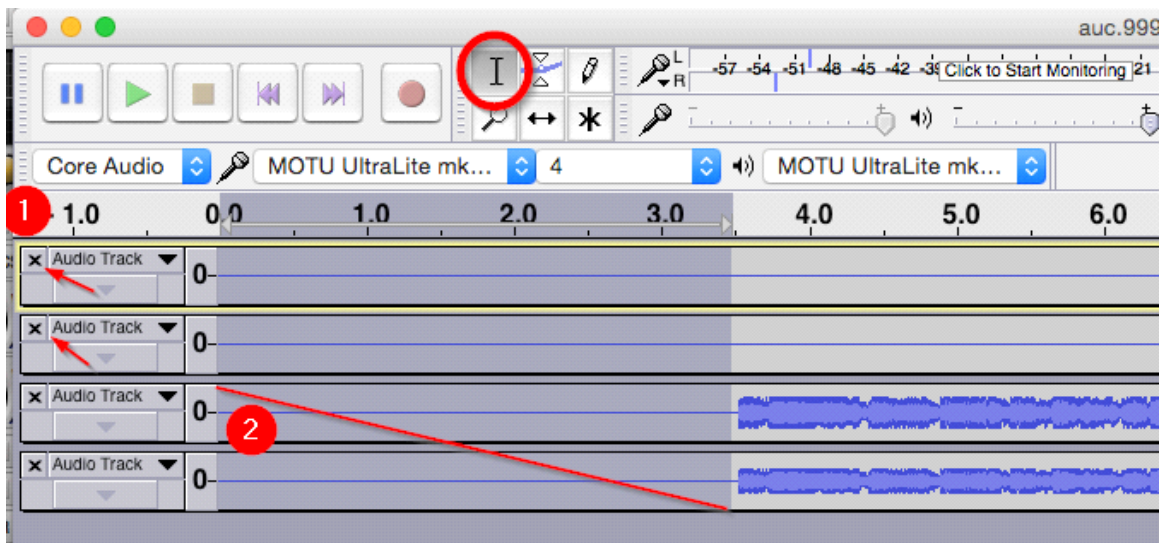 auc.999
L
R
-57 -54 -51 -48 -45 -42 -3 Click to Start Monitoring 21
Core Audio MOTU UltraLite mk... 4 MOTU UltraLite mk...
1 - 1.0 0.0 1.0 2.0 3.0 4.0 5.0 6.0
× Audio Track
0-
× Audio Track
0-
× Audio Track
0-
2
× Audio Track
0-